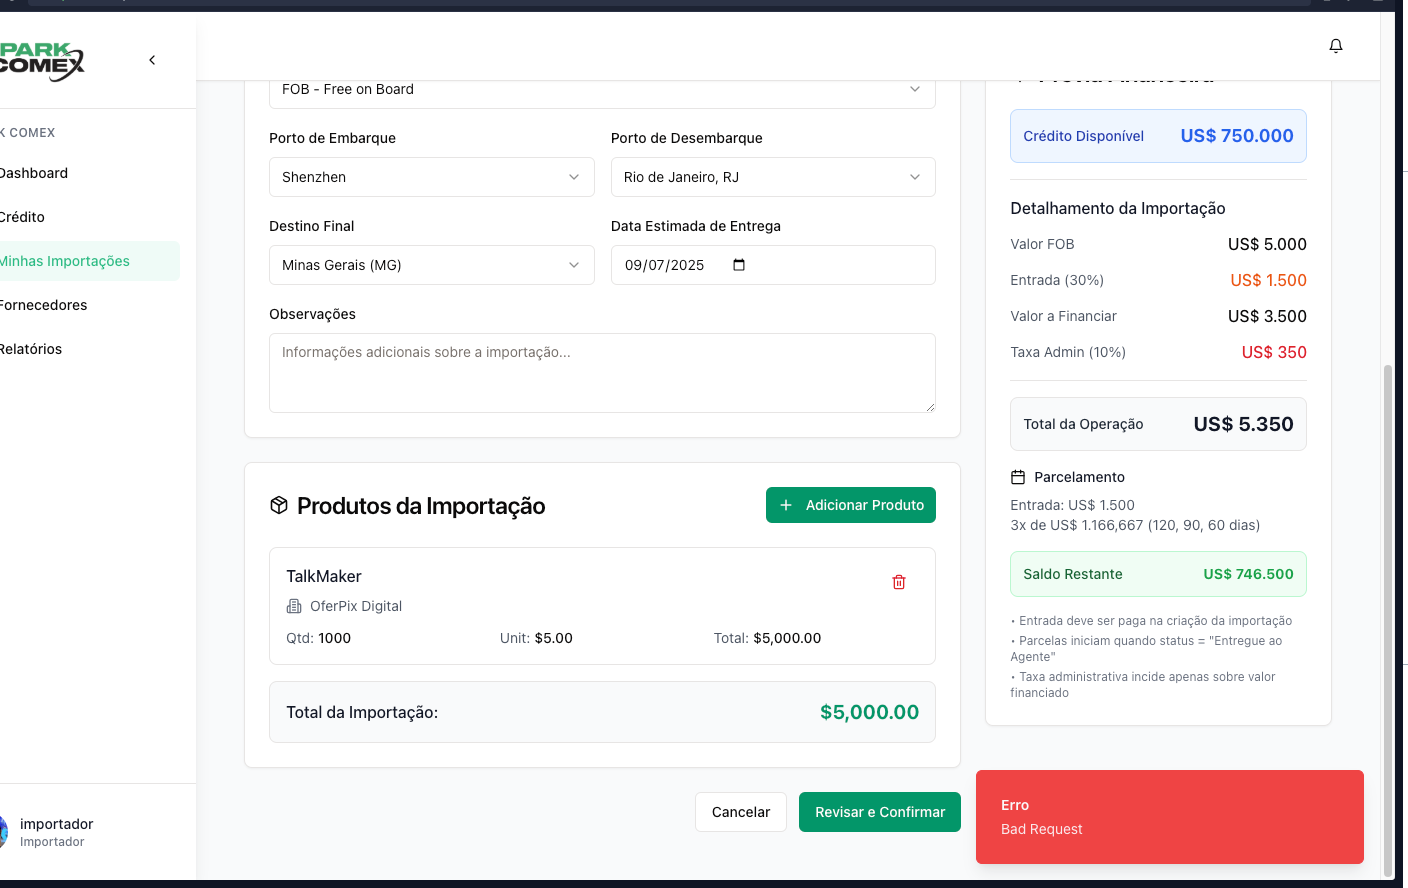 PARK
COMEX
K COMEX
Dashboard
Crédito
Minhas Importações
Fornecedores
Relatórios
importador
Importador
FOB - Free on Board
Porto de Embarque
Porto de Desembarque
Shenzhen
Rio de Janeiro, RJ
Destino Final
Data Estimada de Entrega
Minas Gerais (MG)
09/07/2025
Observações
Informações adicionais sobre a importação...
Produtos da Importação
Adicionar Produto
TalkMaker
OferPix Digital
Qtd: 1000
Unit: $5.00
Total: $5,000.00
Total da Importação:
$5,000.00
Cancelar
Revisar e Confirmar
Crédito Disponível
US$ 750.000
Detalhamento da Importação
Valor FOB
US$ 5.000
Entrada (30%)
US$ 1.500
Valor a Financiar
US$ 3.500
Taxa Admin (10%)
US$ 350
Total da Operação
US$ 5.350
Parcelamento
Entrada: US$ 1.500
3x de US$ 1.166,667 (120, 90, 60 dias)
Saldo Restante
US$ 746.500
• Entrada deve ser paga na criação da importação
• Parcelas iniciam quando status = "Entregue ao
Agente"
• Taxa administrativa incide apenas sobre valor
financiado
Erro
Bad Request